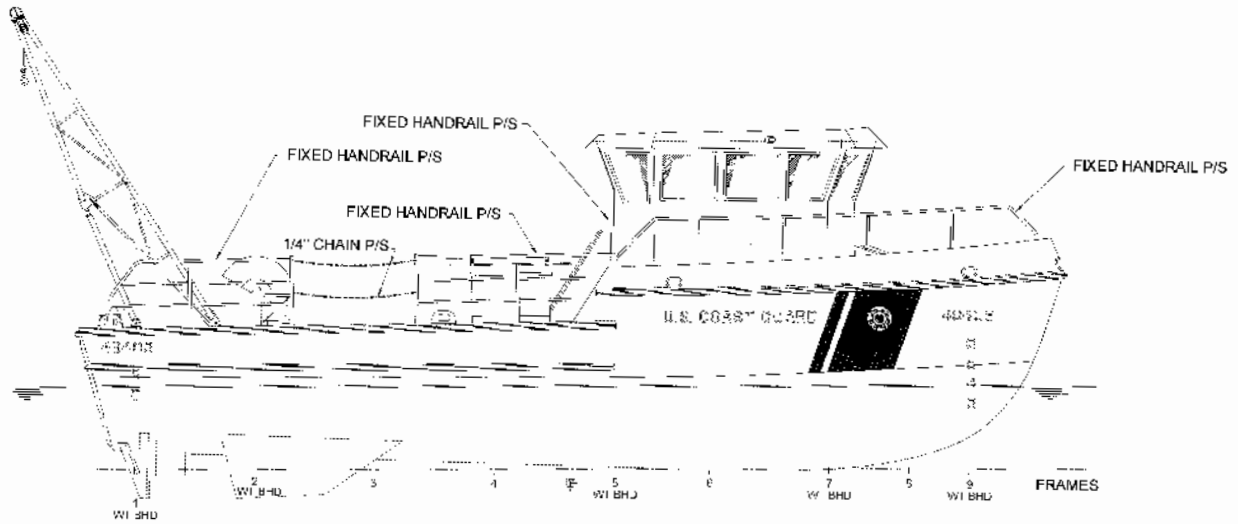 FIXED HANDRAIL P/S
FIXED HANDRAIL P/S
FIXED HANDRAIL P/S
FIXED HANDRAIL P/S
1/4" CHAIN P/S
U.S. COAST GUARD
1
WT BHD
2
WT BHD
3
4
5
WT BHD
6
7
WT BHD
8
9
WT BHD
FRAMES